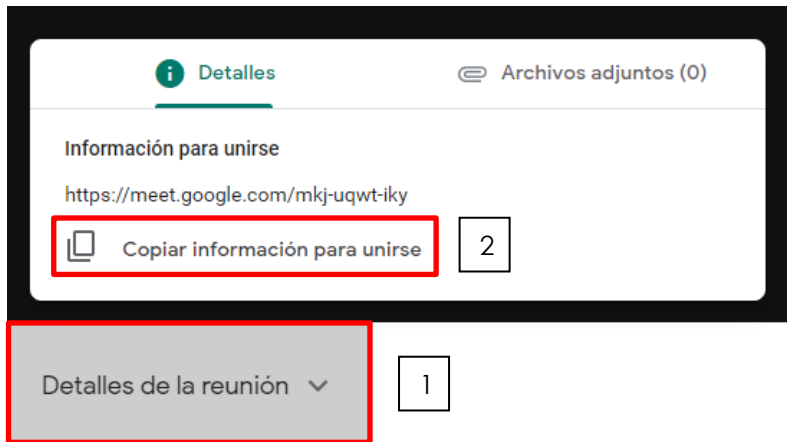 Detalles
Archivos adjuntos (0)
Información para unirse
https://meet.google.com/mkj-uqwt-iky
Copiar información para unirse
2
Detalles de la reunión
1